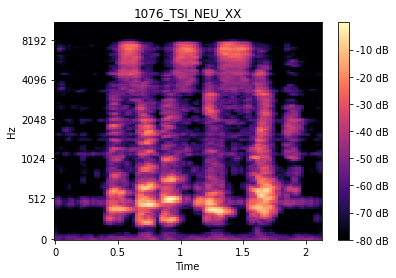 1076_TSI_NEU_XX
8192
4096
2048
1024
512
0
Hz
0
0.5
1
1.5
2
Time
-10 dB
-20 dB
-30 dB
-40 dB
-50 dB
-60 dB
-70 dB
-80 dB